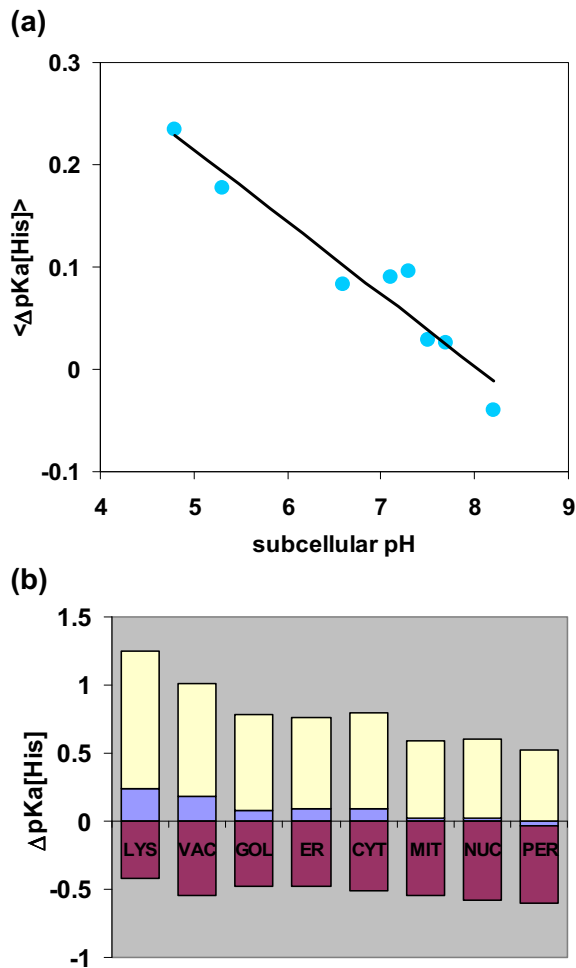 (a)
0.3
0.2
0.1
0
-0.1
<ΔpKa[His]>
4 5 6 7 8 9
subcellular pH
(b)
1.5
1
0.5
0
-0.5
-1
ΔpKa[His]
LYS VAC GOL ER CYT MIT NUC PER